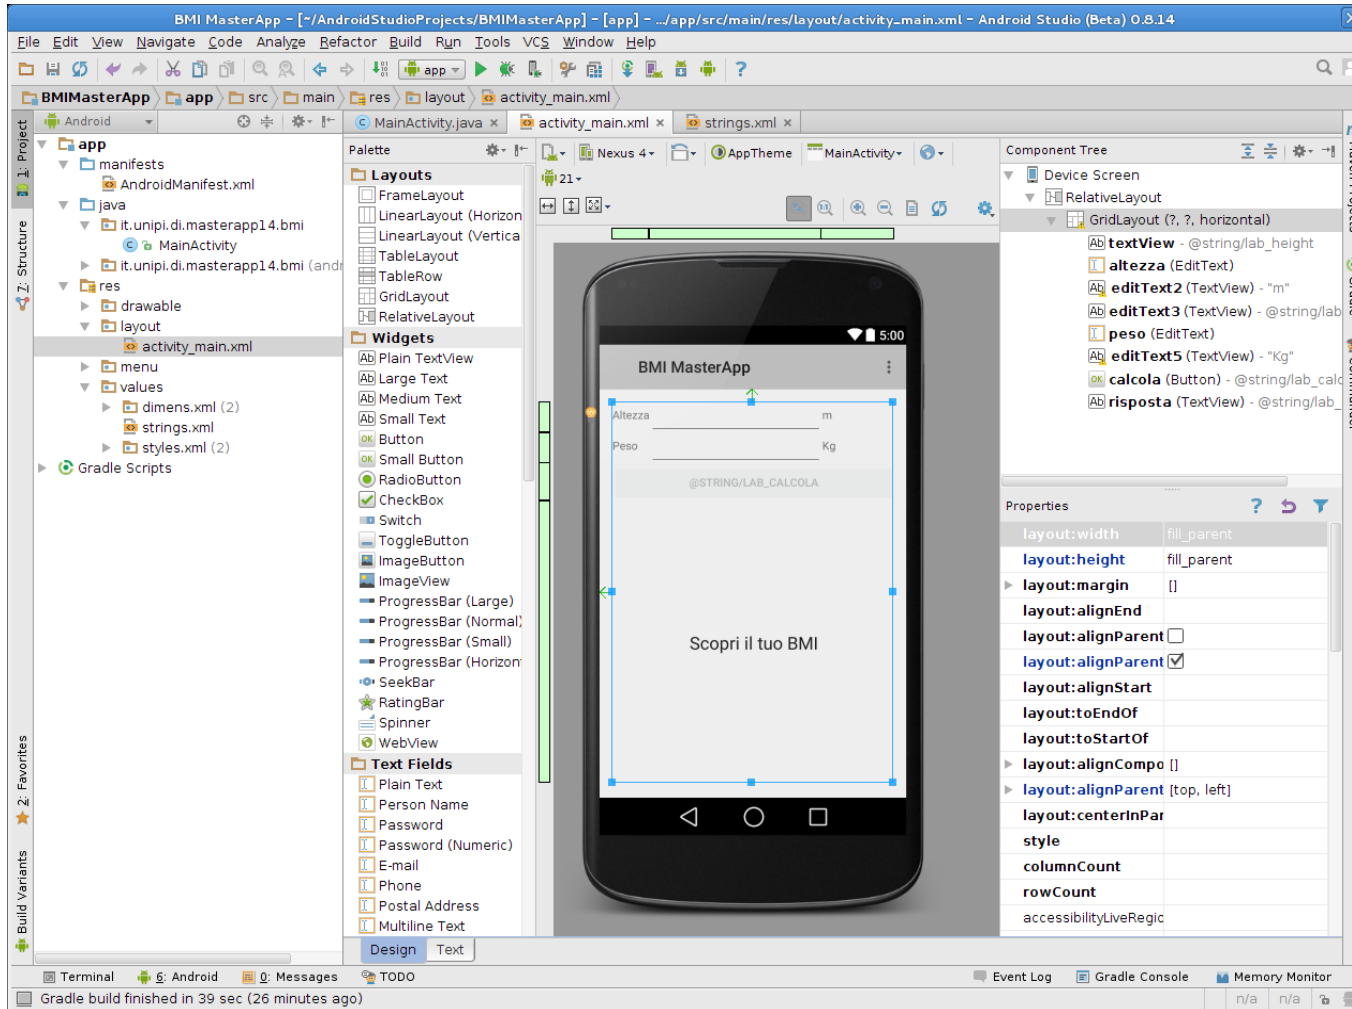 BMI MasterApp – [~/AndroidStudioProjects/BMIMasterApp] – [app] – .../app/src/main/res/layout/activity_main.xml – Android Studio (Beta) 0.8.14
File Edit View Navigate Code Analyze Refactor Build Run Tools VCS Window Help
app
BMIMasterApp app src main res layout activity_main.xml
1: Project
7: Structure
2: Favorites
Build Variants
Android
app
manifests
AndroidManifest.xml
java
it.unipi.di.masterapp14.bmi
MainActivity
it.unipi.di.masterapp14.bmi (andr
res
drawable
layout
activity_main.xml
menu
values
dimens.xml (2)
strings.xml
styles.xml (2)
Gradle Scripts
MainActivity.java activity_main.xml strings.xml
Palette
Layouts
FrameLayout
LinearLayout (Horizon
LinearLayout (Vertica
TableLayout
TableRow
GridLayout
RelativeLayout
Widgets
Plain TextView
Large Text
Medium Text
Small Text
Button
Small Button
RadioButton
CheckBox
Switch
ToggleButton
ImageButton
ImageView
ProgressBar (Large)
ProgressBar (Normal)
ProgressBar (Small)
ProgressBar (Horizon
SeekBar
RatingBar
Spinner
WebView
Text Fields
Plain Text
Person Name
Password
Password (Numeric)
E-mail
Phone
Postal Address
Multiline Text
Design Text
Nexus 4 AppTheme MainActivity
21
5:00
BMI MasterApp
Altezza m
Peso Kg
@STRING/LAB_CALCOLA
Scopri il tuo BMI
Component Tree
Device Screen
RelativeLayout
GridLayout (?, ?, horizontal)
textView - @string/lab_height
altezza (EditText)
editText2 (TextView) - "m"
editText3 (TextView) - @string/lab
peso (EditText)
editText5 (TextView) - "Kg"
calcola (Button) - @string/lab_calc
risposta (TextView) - @string/lab_
Properties
layout:width fill_parent
layout:height fill_parent
layout:margin []
layout:alignEnd
layout:alignParent
layout:alignParent
layout:alignStart
layout:toEndOf
layout:toStartOf
layout:alignCompo []
layout:alignParent [top, left]
layout:centerInPar
style
columnCount
rowCount
accessibilityLiveRegio
Terminal 6: Android 0: Messages TODO Event Log Gradle Console Memory Monitor
Gradle build finished in 39 sec (26 minutes ago) n/a n/a